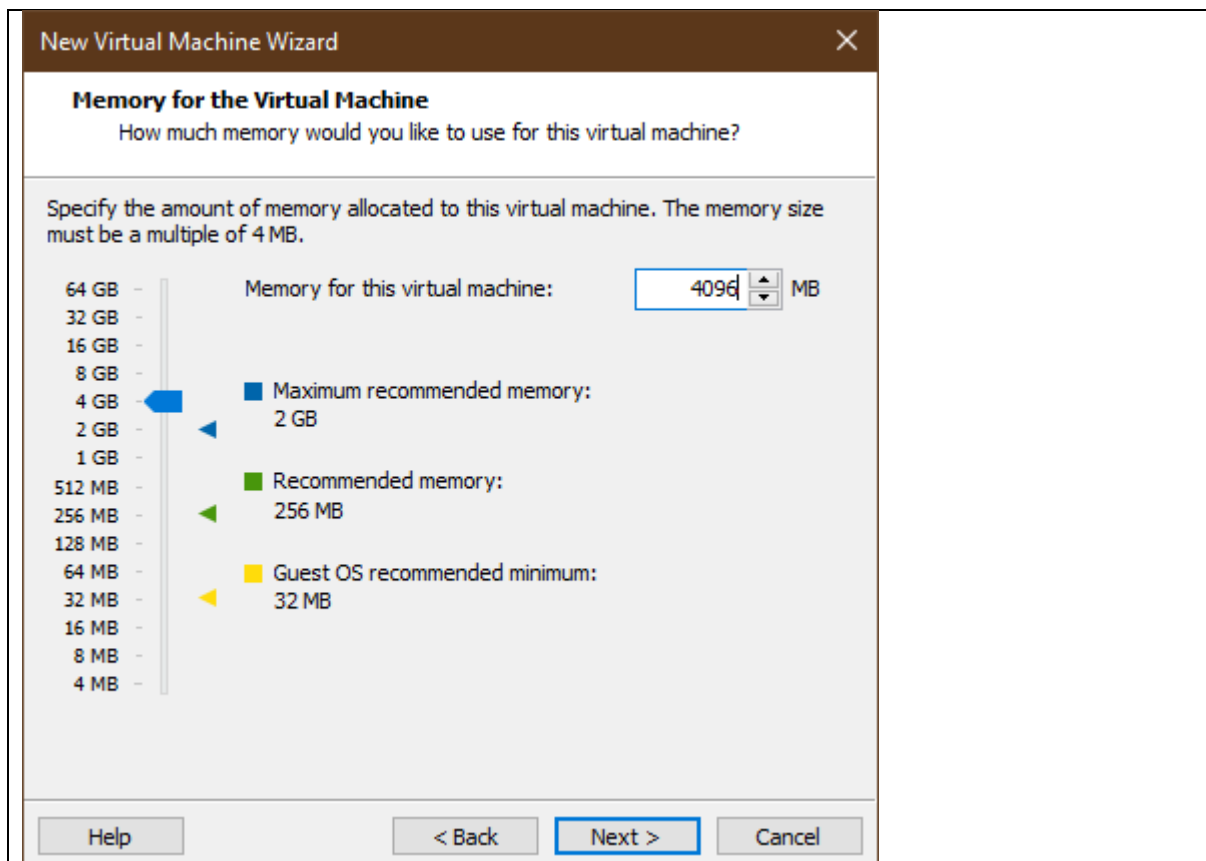 New Virtual Machine Wizard
Memory for the Virtual Machine
How much memory would you like to use for this virtual machine?
Specify the amount of memory allocated to this virtual machine. The memory size
must be a multiple of 4 MB.
64 GB
Memory for this virtual machine: 4096 MB
32 GB
16 GB
8 GB
4 GB
2 GB
1 GB
512 MB
256 MB
128 MB
64 MB
32 MB
16 MB
8 MB
4 MB
Maximum recommended memory:
2 GB
Recommended memory:
256 MB
Guest OS recommended minimum:
32 MB
Help
< Back
Next >
Cancel